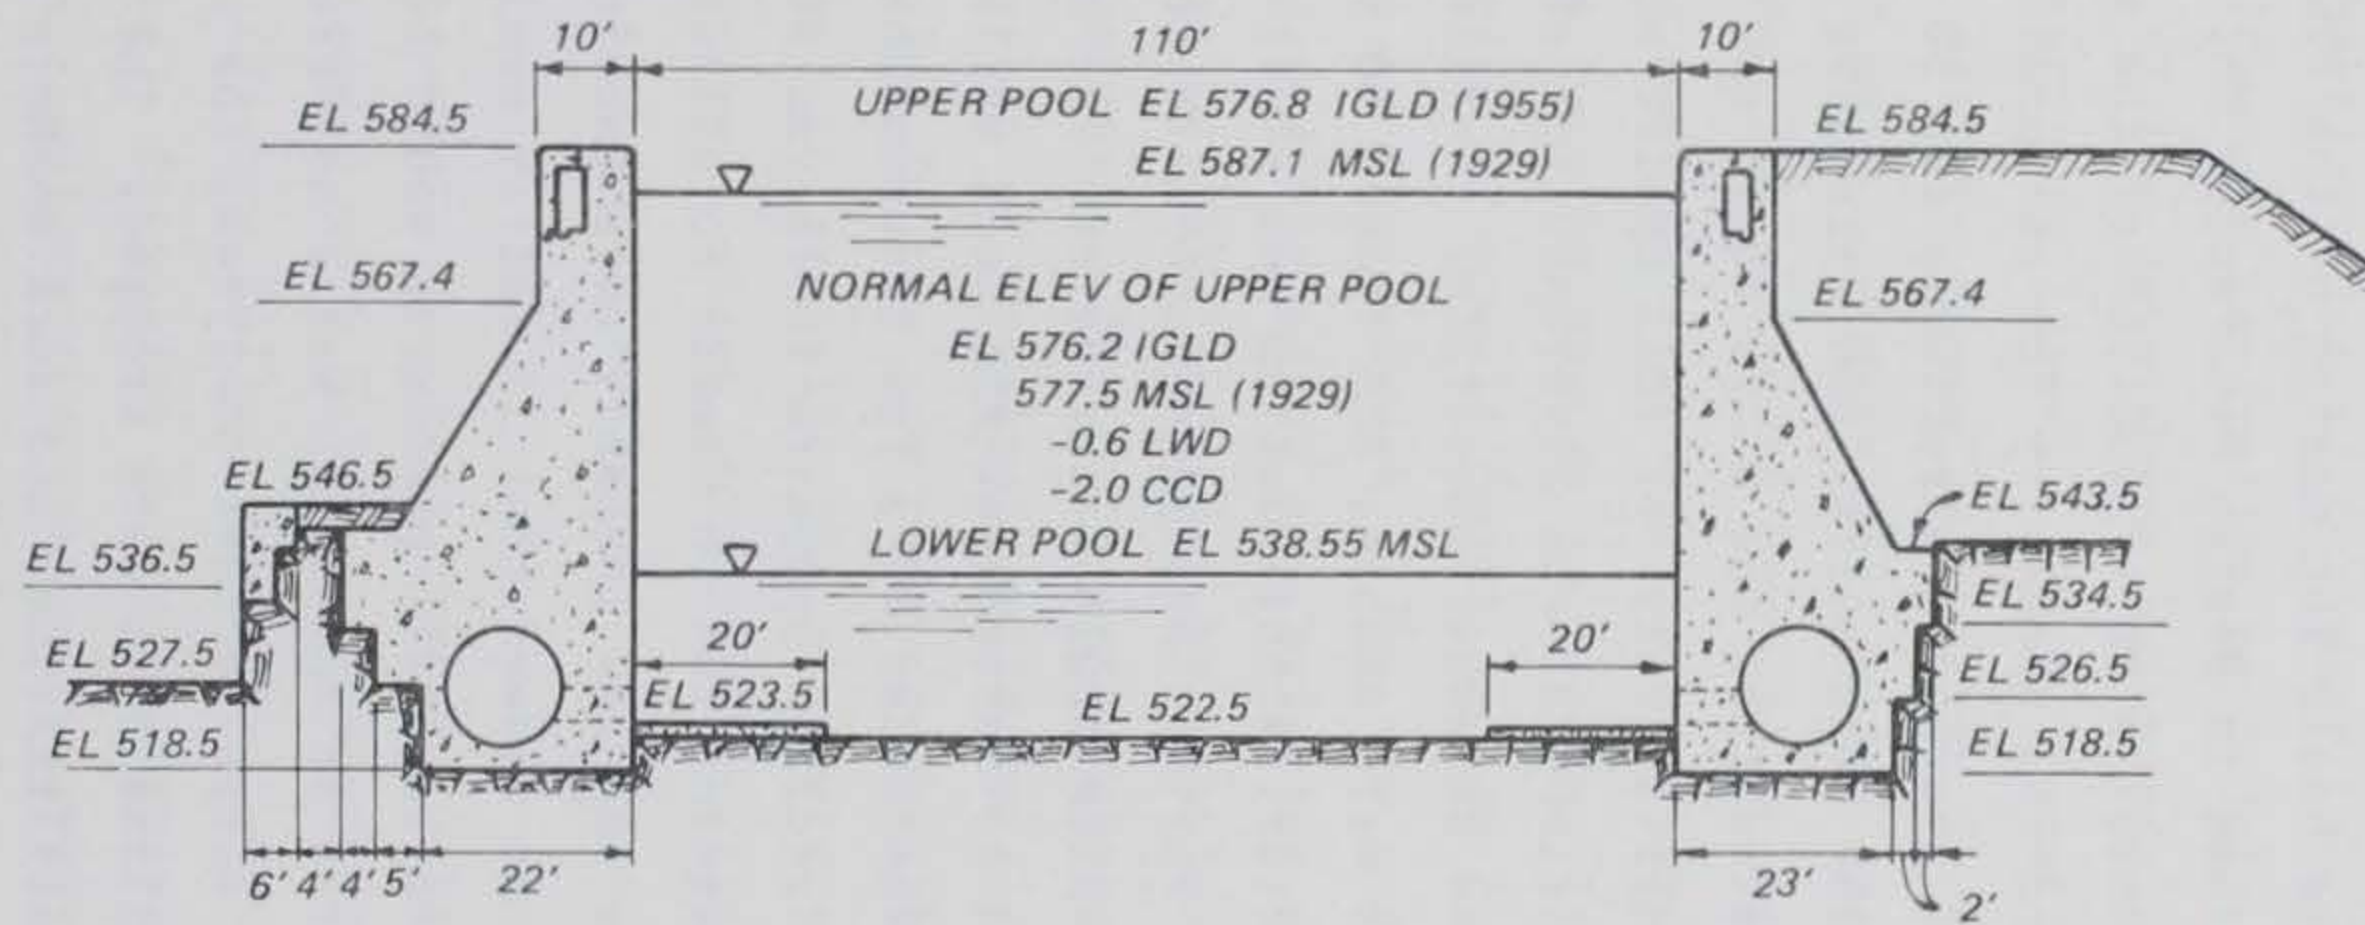 10' 110' 10'
UPPER POOL EL 576.8 IGLD (1955)
EL 584.5 EL 584.5
EL 587.1 MSL (1929)
EL 567.4 NORMAL ELEV OF UPPER POOL EL 567.4
EL 576.2 IGLD
577.5 MSL (1929)
-0.6 LWD
EL 546.5 -2.0 CCD EL 543.5
EL 536.5 LOWER POOL EL 538.55 MSL
EL 534.5
20' 20'
EL 527.5 EL 526.5
EL 523.5 EL 522.5
EL 518.5 EL 518.5
6' 4' 4' 5' 22' 23' 2'